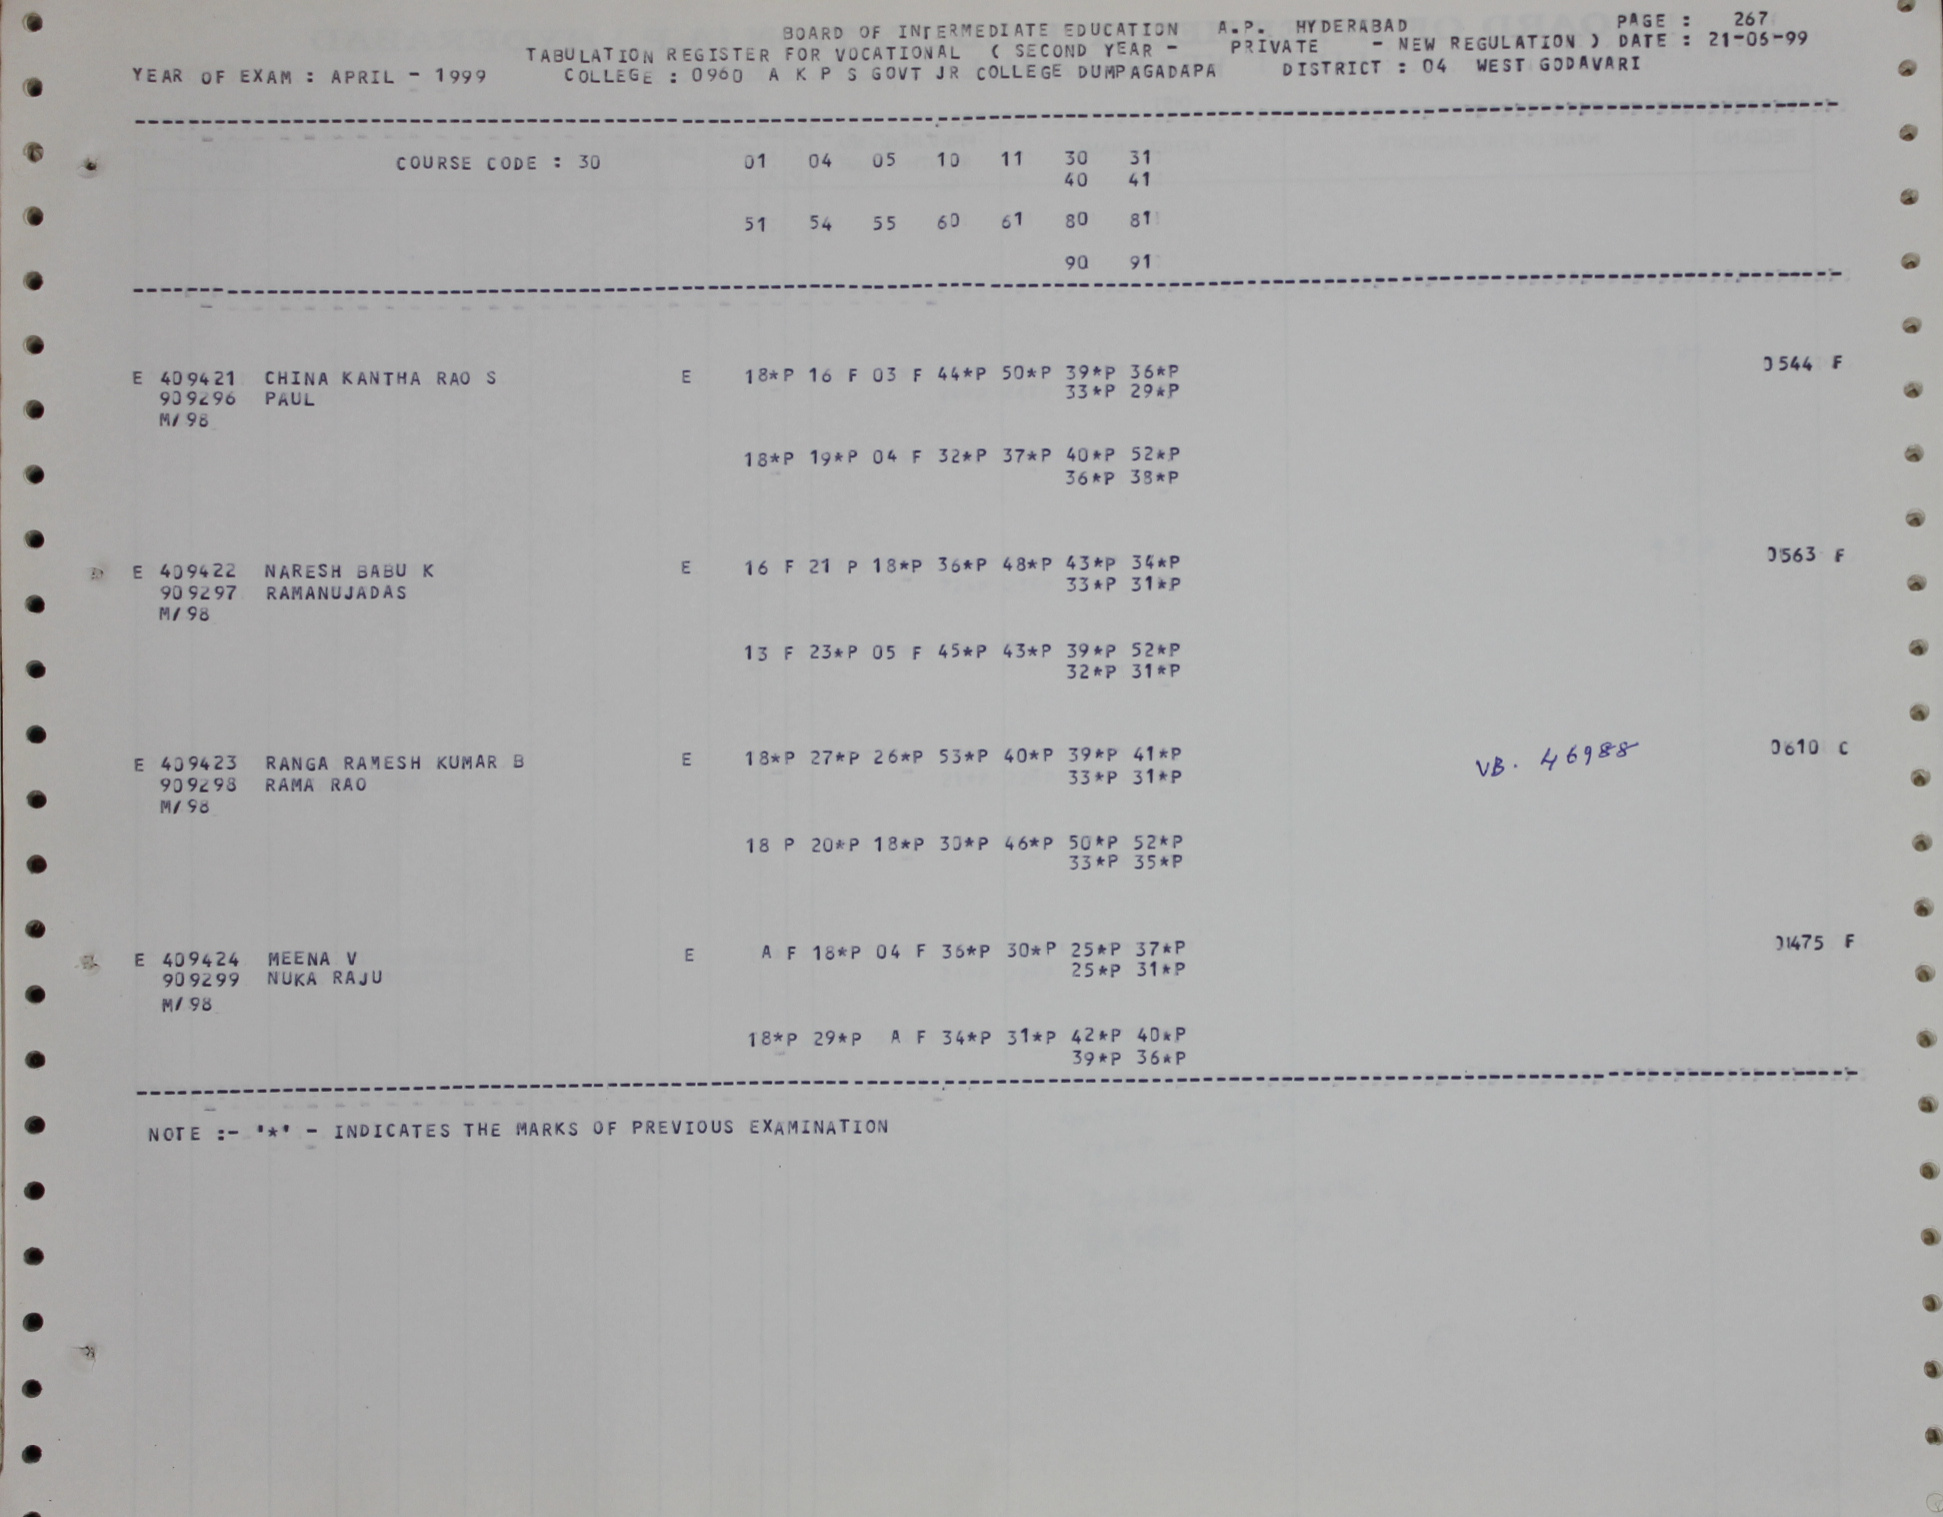 BOARD OF INTERMEDIATE EDUCATION A.P. HYDERABAD PAGE : 267
TABULATION REGISTER FOR VOCATIONAL ( SECOND YEAR - PRIVATE - NEW REGULATION ) DATE : 21-05-99
YEAR OF EXAM : APRIL - 1999 COLLEGE : 0960 A K P S GOVT JR COLLEGE DUMPAGADAPA DISTRICT : 04 WEST GODAVARI
COURSE CODE : 30 01 04 05 10 11 30 31
40 41
51 54 55 60 61 80 81
90 91
E 409421 CHINA KANTHA RAO S E 18*P 16 F 03 F 44*P 50*P 39*P 36*P 0544 F
909296 PAUL 33*P 29*P
M/98
18*P 19*P 04 F 32*P 37*P 40*P 52*P
36*P 38*P
E 409422 NARESH BABU K E 16 F 21 P 18*P 36*P 48*P 43*P 34*P 0563 F
909297 RAMANUJADAS 33*P 31*P
M/98
13 F 23*P 05 F 45*P 43*P 39*P 52*P
32*P 31*P
E 409423 RANGA RAMESH KUMAR B E 18*P 27*P 26*P 53*P 40*P 39*P 41*P VB. 46988 0610 C
909298 RAMA RAO 33*P 31*P
M/98
18 P 20*P 18*P 30*P 46*P 50*P 52*P
33*P 35*P
E 409424 MEENA V E A F 18*P 04 F 36*P 30*P 25*P 37*P 0475 F
909299 NUKA RAJU 25*P 31*P
M/98
18*P 29*P A F 34*P 31*P 42*P 40*P
39*P 36*P
NOTE :- '*' - INDICATES THE MARKS OF PREVIOUS EXAMINATION